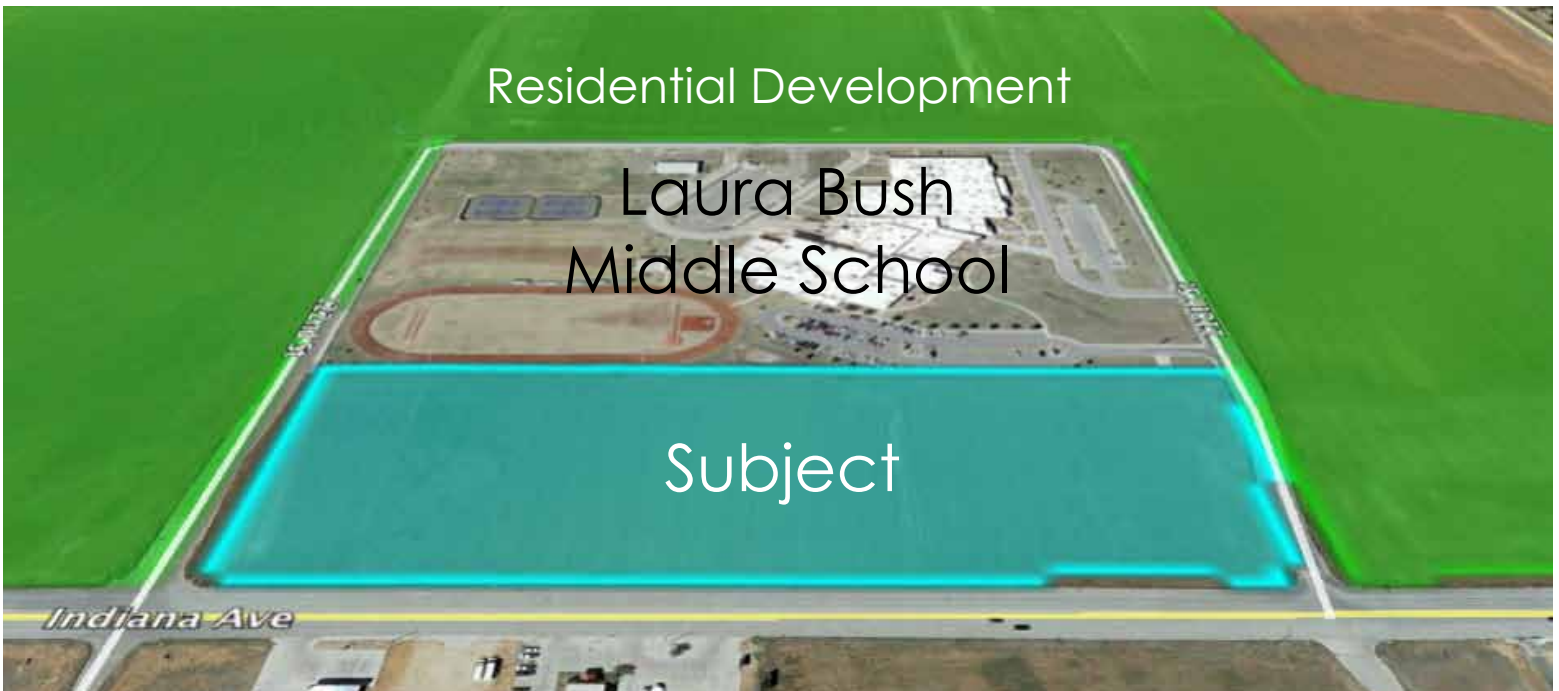 Residential Development
Laura Bush
Middle School
Subject
Indiana Ave